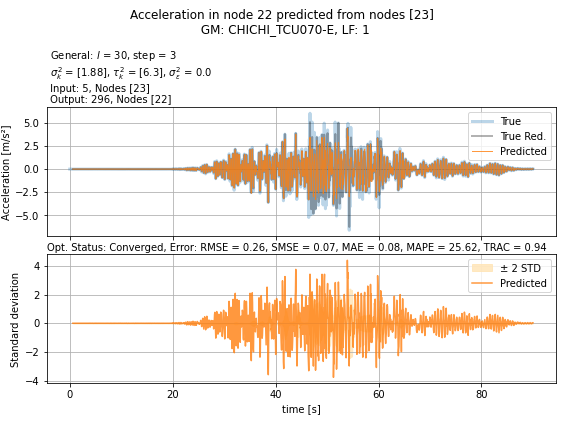 Acceleration in node 22 predicted from nodes [23]
GM: CHICHI_TCU070-E, LF: 1
General: l = 30, step = 3
σ²ₖ = [1.88], τ²ₖ = [6.3], σ²ε = 0.0
Input: 5, Nodes [23]
Output: 296, Nodes [22]
Acceleration [m/s²]
5.0
2.5
0.0
−2.5
−5.0
True
True Red.
Predicted
Opt. Status: Converged, Error: RMSE = 0.26, SMSE = 0.07, MAE = 0.08, MAPE = 25.62, TRAC = 0.94
Standard deviation
4
2
0
−2
−4
± 2 STD
Predicted
0 20 40 60 80
time [s]